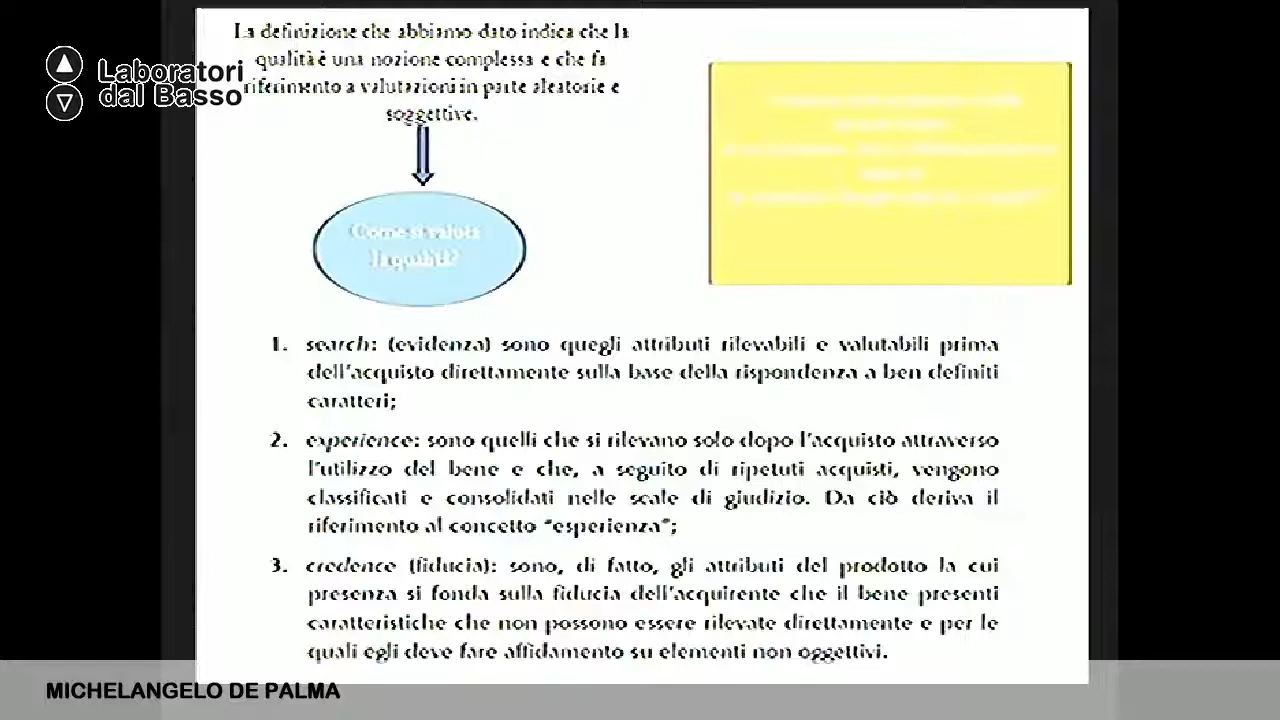 La definizione che abbiamo dato indica che la
qualità è una nozione complessa e che fa
riferimento a valutazioni in parte aleatorie e
soggettive.
Laboratori
dal Basso
Come si valuta
la qualità?
1. search: (evidenza) sono quegli attributi rilevabili e valutabili prima
dell'acquisto direttamente sulla base della rispondenza a ben definiti
caratteri;
2. experience: sono quelli che si rilevano solo dopo l'acquisto attraverso
l'utilizzo del bene e che, a seguito di ripetuti acquisti, vengono
classificati e consolidati nelle scale di giudizio. Da ciò deriva il
riferimento al concetto "esperienza";
3. credence (fiducia): sono, di fatto, gli attributi del prodotto la cui
presenza si fonda sulla fiducia dell'acquirente che il bene presenti
caratteristiche che non possono essere rilevate direttamente e per le
quali egli deve fare affidamento su elementi non oggettivi.
MICHELANGELO DE PALMA